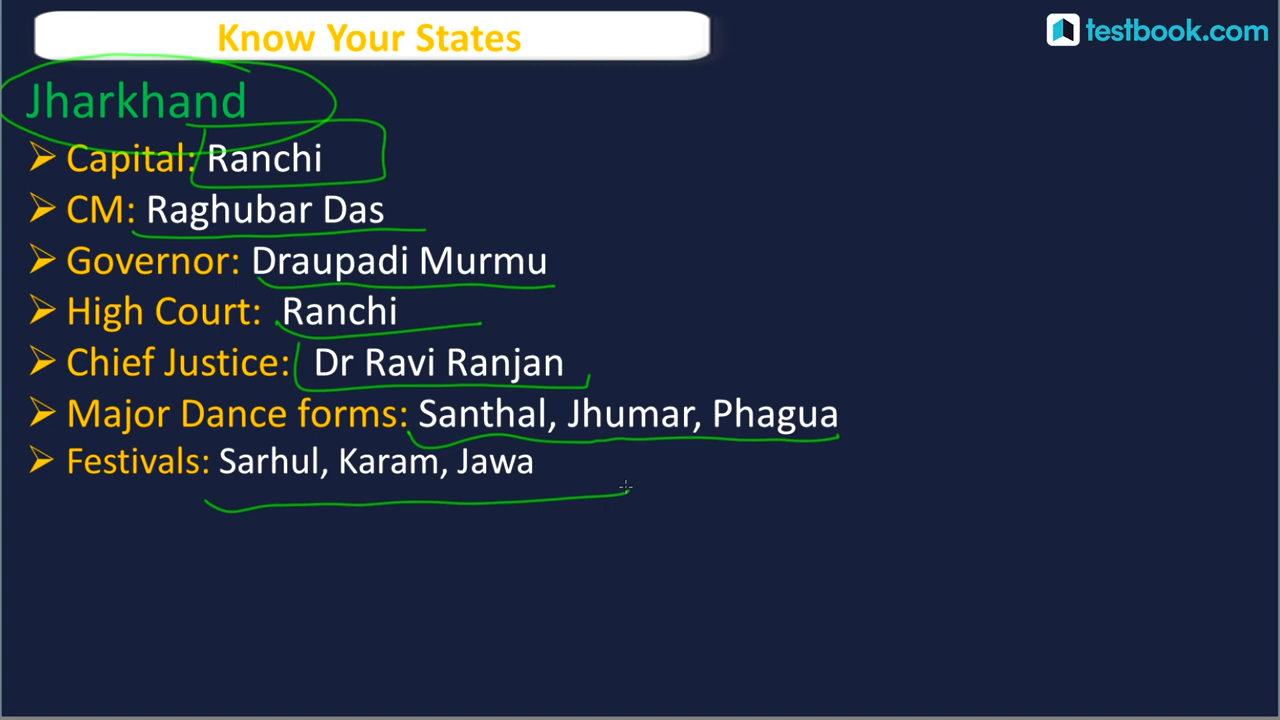 Know Your States
testbook.com
Jharkhand
➢ Capital: Ranchi
➢ CM: Raghubar Das
➢ Governor: Draupadi Murmu
➢ High Court: Ranchi
➢ Chief Justice: Dr Ravi Ranjan
➢ Major Dance forms: Santhal, Jhumar, Phagua
➢ Festivals: Sarhul, Karam, Jawa